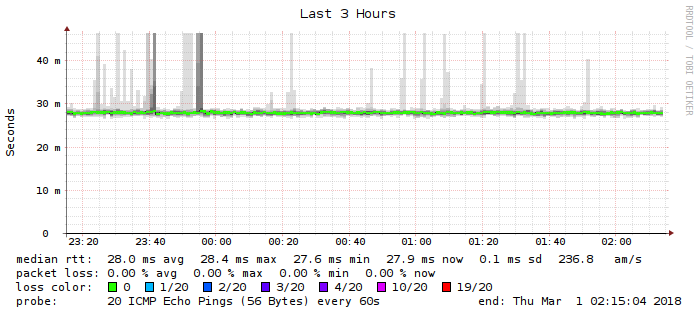 Last 3 Hours
RRDTOOL / TOBI OETIKER
Seconds
40 m
30 m
20 m
10 m
0
23:20 23:40 00:00 00:20 00:40 01:00 01:20 01:40 02:00
median rtt: 28.0 ms avg 28.4 ms max 27.6 ms min 27.9 ms now 0.1 ms sd 236.8 am/s
packet loss: 0.00 % avg 0.00 % max 0.00 % min 0.00 % now
loss color: 0 1/20 2/20 3/20 4/20 10/20 19/20
probe: 20 ICMP Echo Pings (56 Bytes) every 60s end: Thu Mar 1 02:15:04 2018